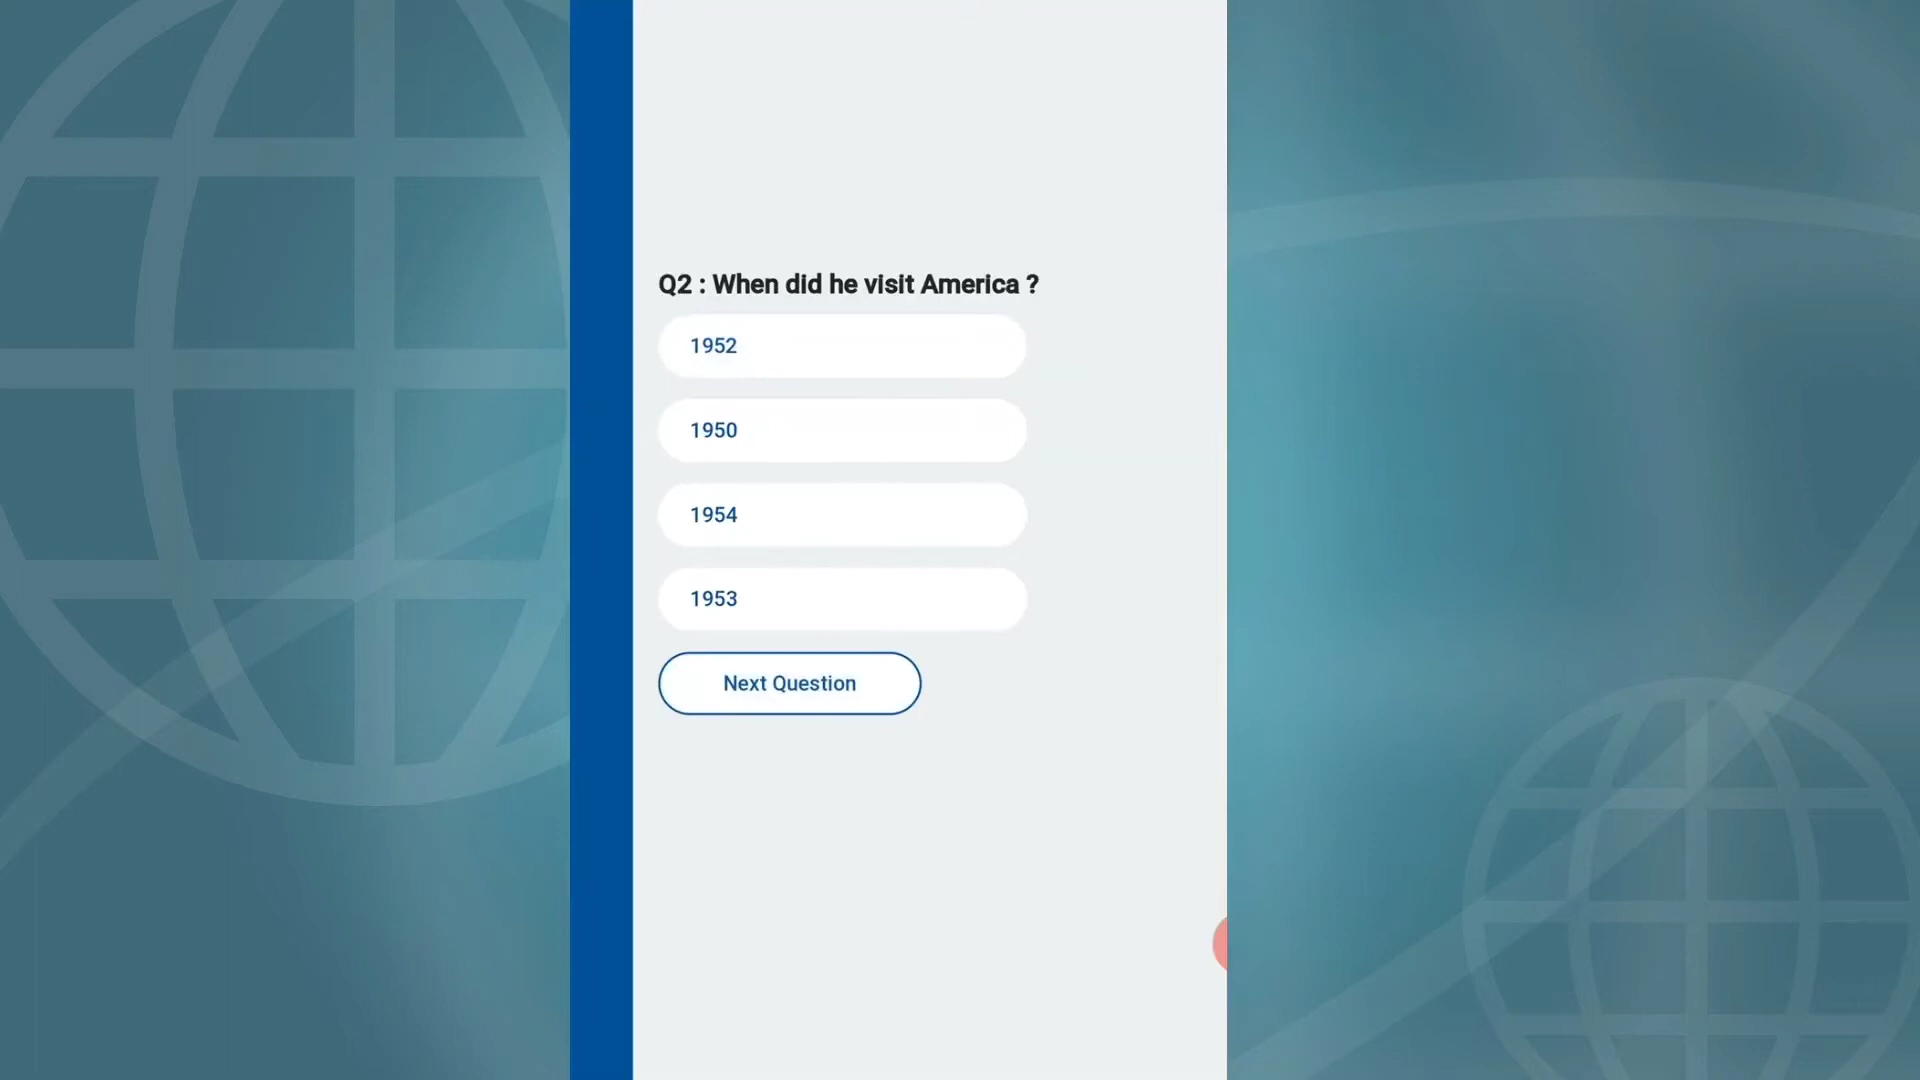 Q2 : When did he visit America ?
1952
1950
1954
1953
Next Question